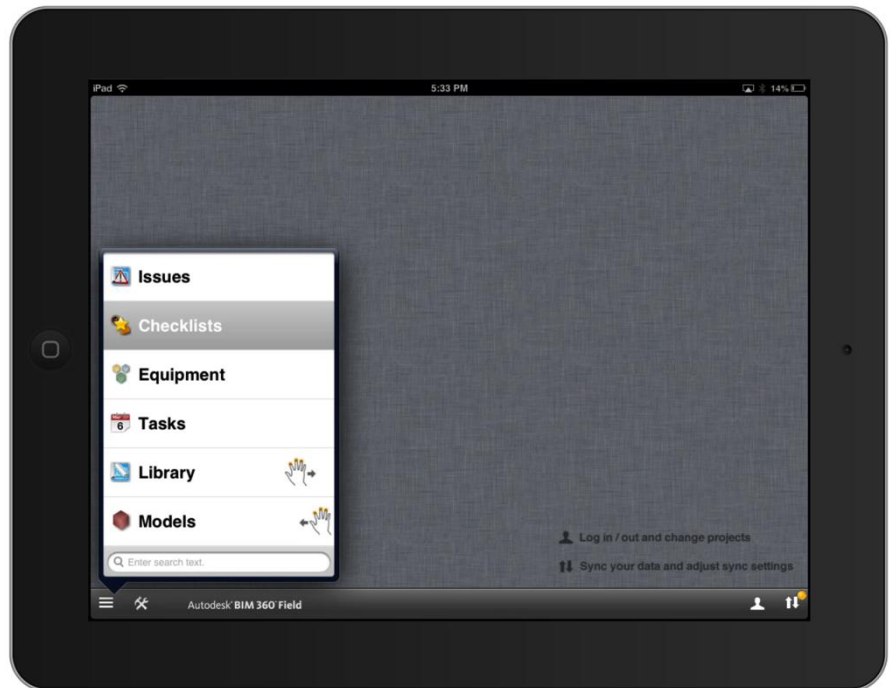 iPad 5:33 PM 14%
Issues
Checklists
Equipment
6 Tasks
Library
Models
Log in / out and change projects
Enter search text.
Sync your data and adjust sync settings
Autodesk® BIM 360® Field